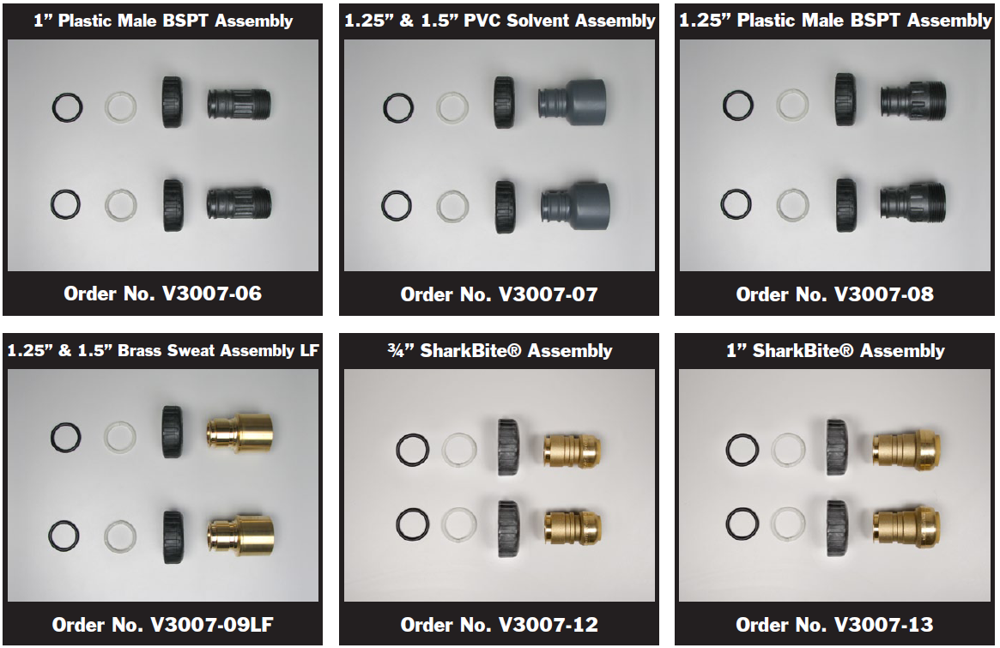 1” Plastic Male BSPT Assembly
Order No. V3007-06
1.25” & 1.5” PVC Solvent Assembly
Order No. V3007-07
1.25” Plastic Male BSPT Assembly
Order No. V3007-08
1.25” & 1.5” Brass Sweat Assembly LF
Order No. V3007-09LF
¾” SharkBite® Assembly
Order No. V3007-12
1” SharkBite® Assembly
Order No. V3007-13